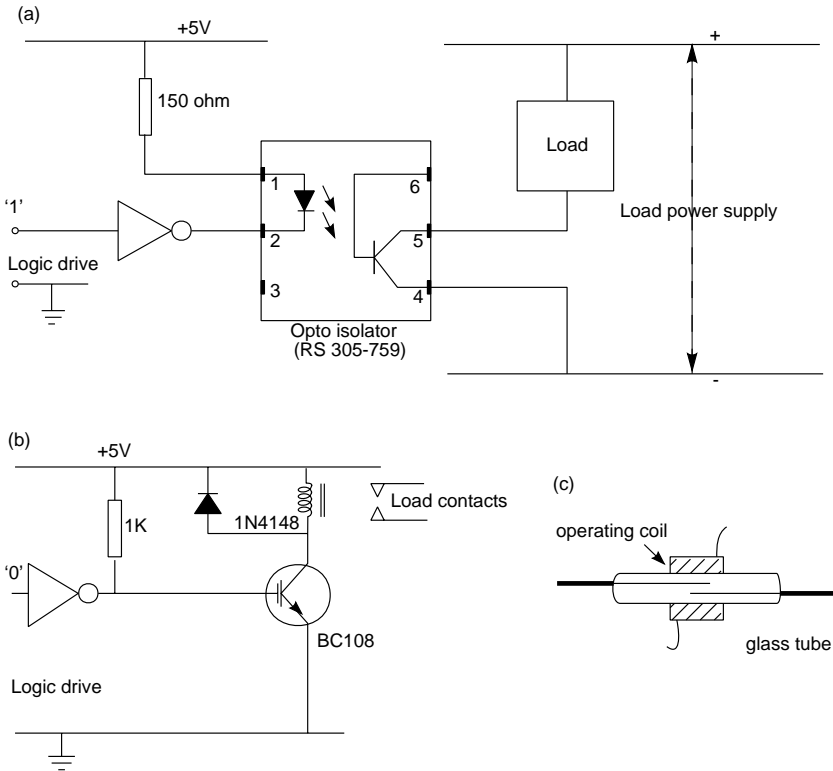 (a)
+5V
+
150 ohm
Load
1
6
‘1’
Load power supply
2
5
Logic drive
3
4
Opto isolator
(RS 305-759)
-
(b)
+5V
(c)
Load contacts
1N4148
1K
operating coil
‘0’
BC108
glass tube
Logic drive